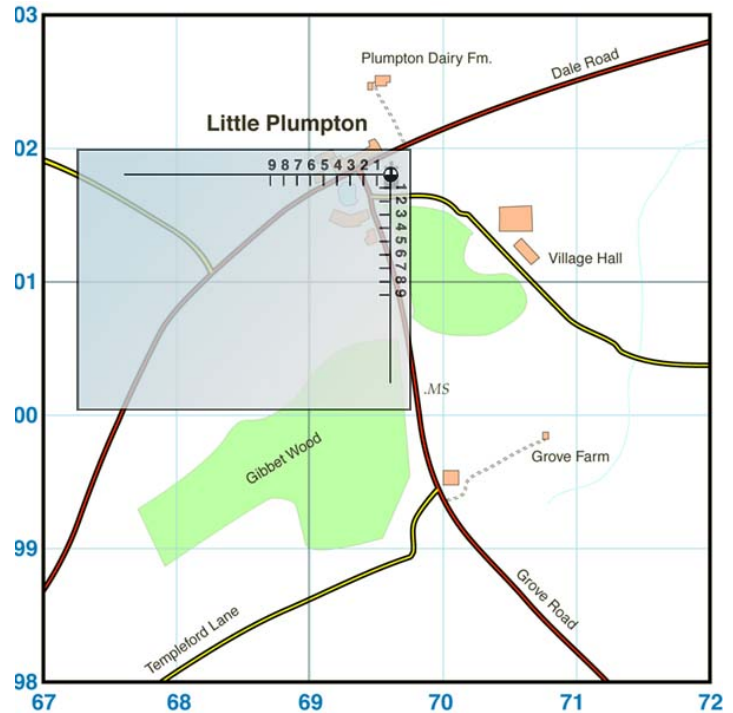 03
Plumpton Dairy Fm.
Dale Road
Little Plumpton
02
9 8 7 6 5 4 3 2 1
1
2
3
4
5
6
7
8
9
Village Hall
01
.MS
00
Gibbet Wood
Grove Farm
99
Grove Road
Templeford Lane
98
67 68 69 70 71 72